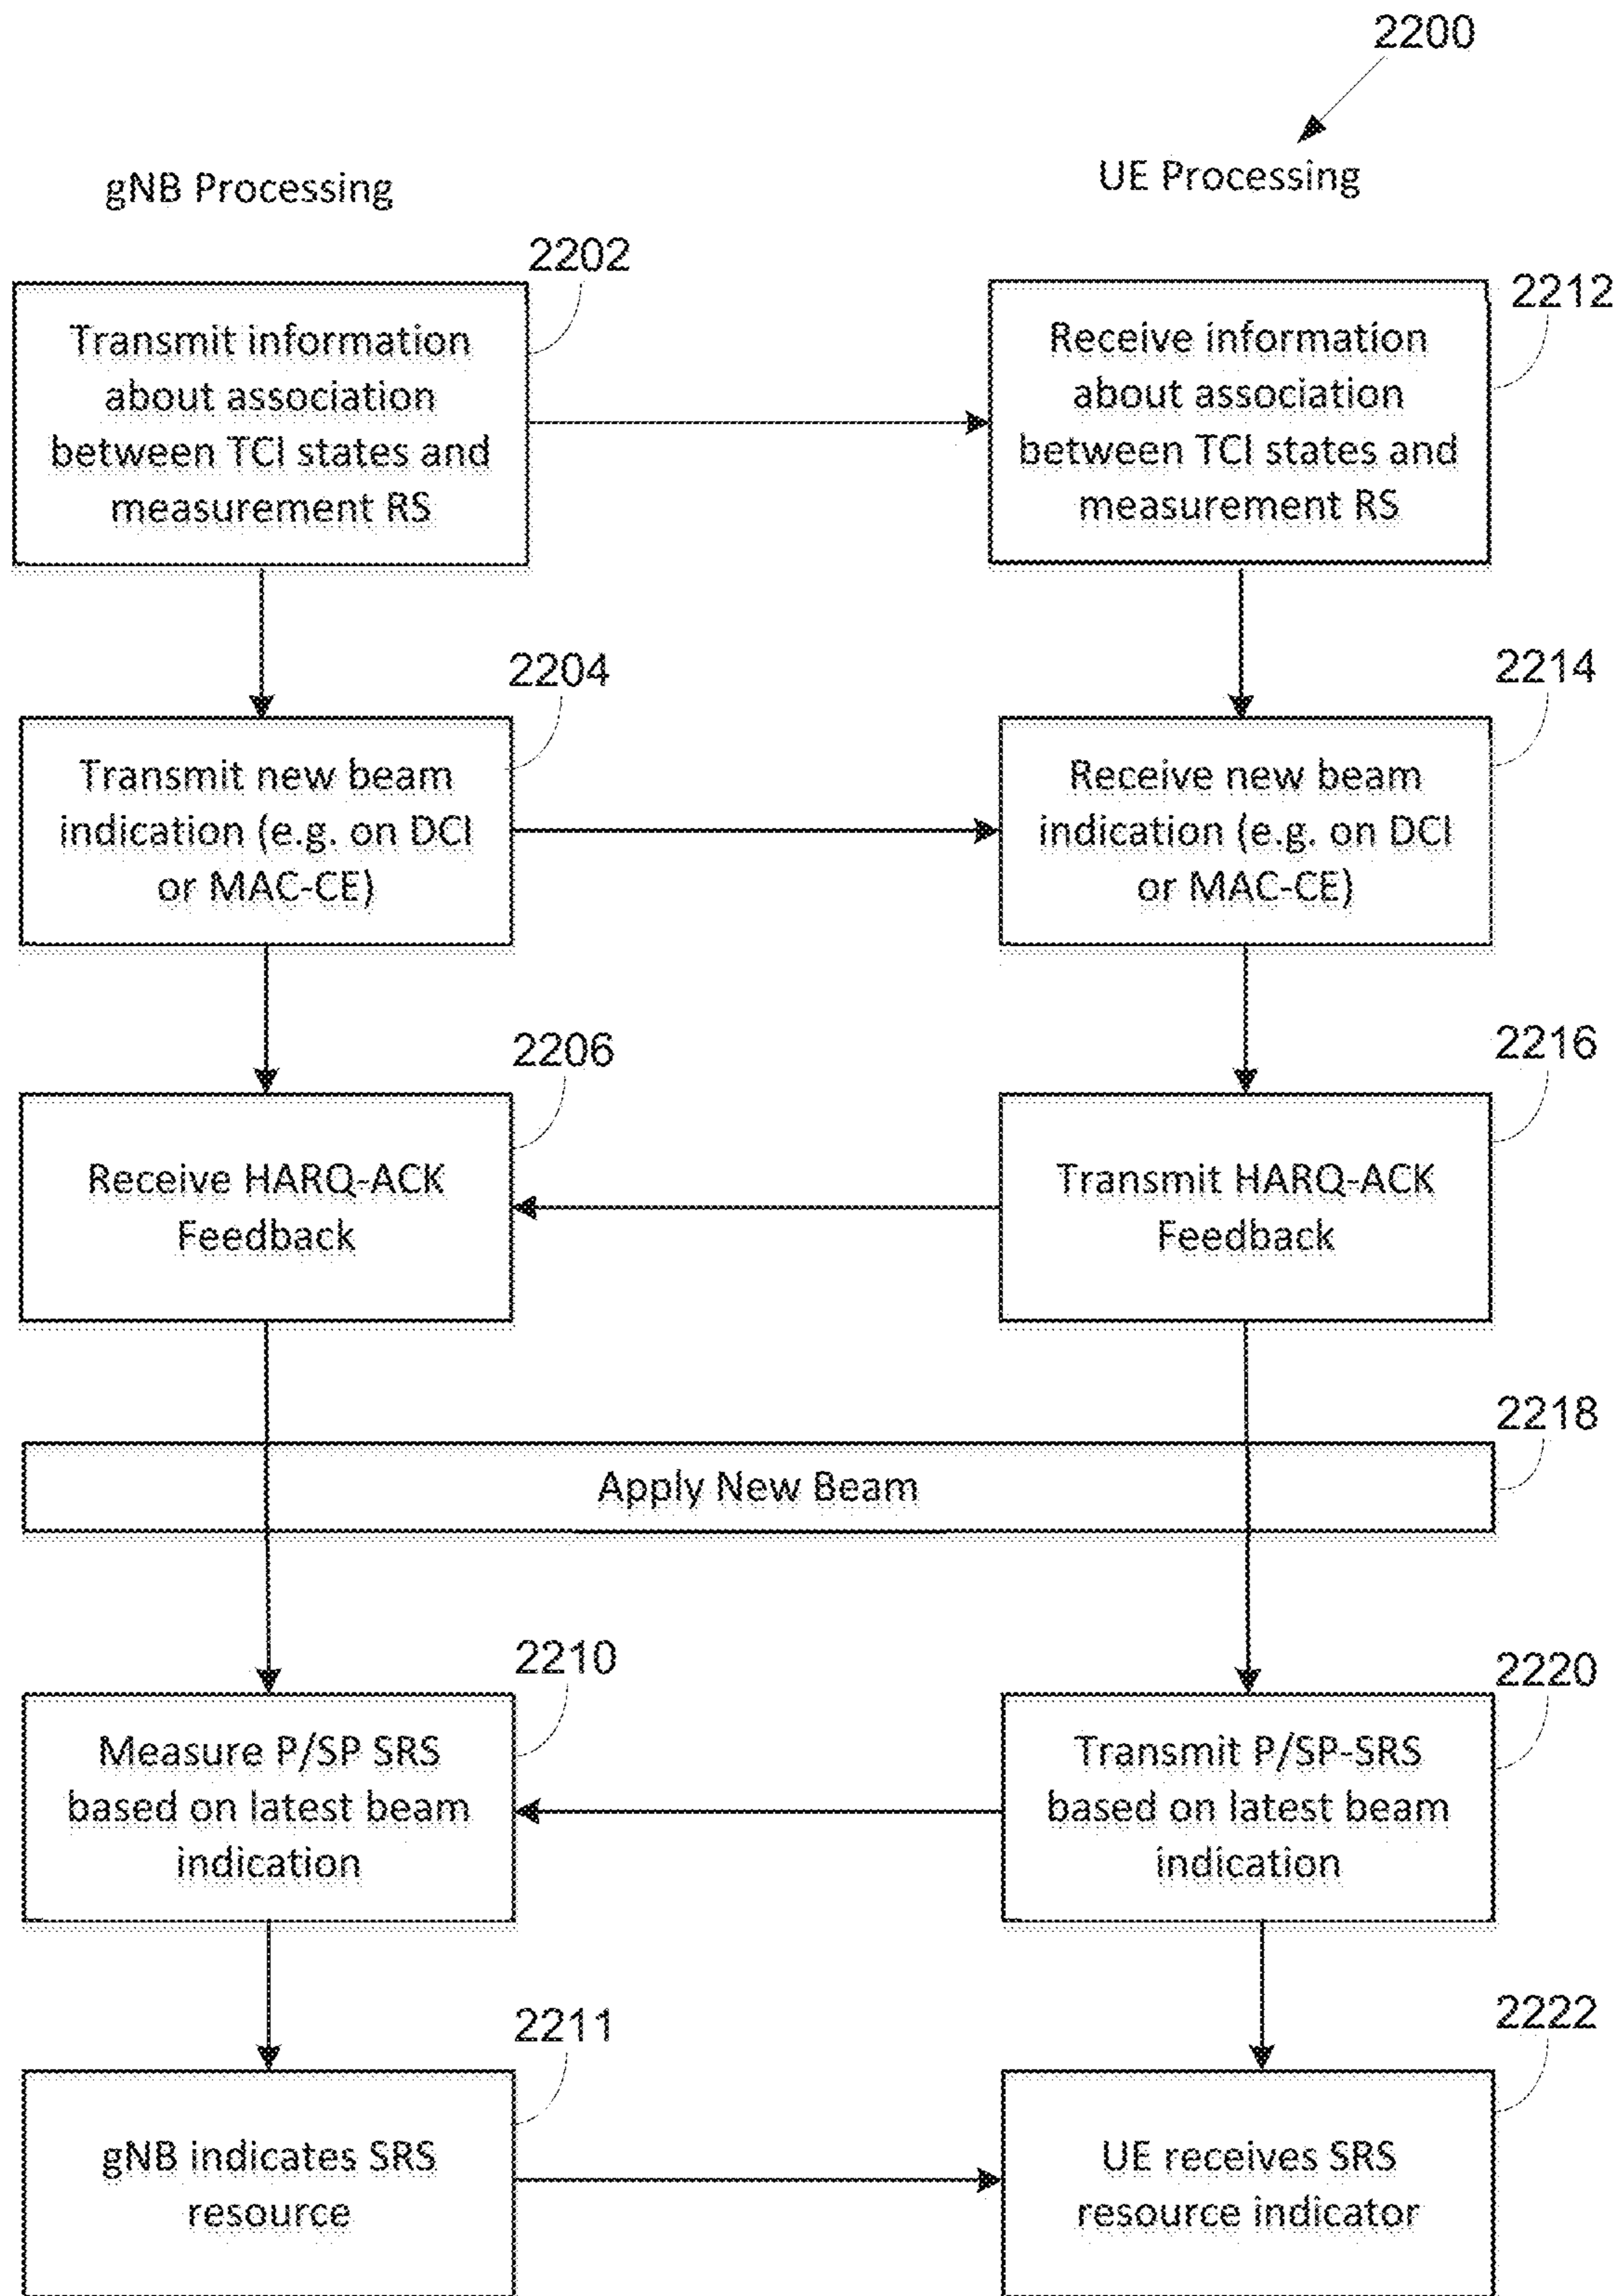 2200
gNB Processing
UE Processing
2202
2212
Transmit information
about association
between TCI states and
measurement RS
Receive information
about association
between TCI states and
measurement RS
2204
2214
Transmit new beam
indication (e.g. on DCI
or MAC-CE)
Receive new beam
indication (e.g. on DCI
or MAC-CE)
2206
2216
Receive HARQ-ACK
Feedback
Transmit HARQ-ACK
Feedback
2218
Apply New Beam
2210
2220
Measure P/SP SRS
based on latest beam
indication
Transmit P/SP-SRS
based on latest beam
indication
2211
2222
gNB indicates SRS
resource
UE receives SRS
resource indicator